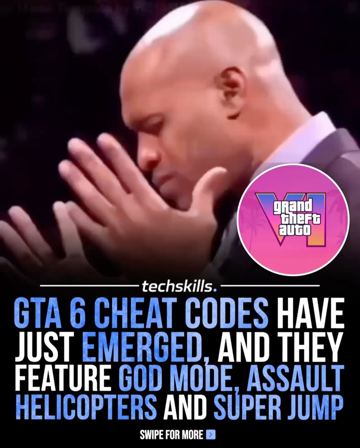 VI
grand
theft
auto
techskills.
GTA 6 CHEAT CODES HAVE
JUST EMERGED, AND THEY
FEATURE GOD MODE, ASSAULT
HELICOPTERS AND SUPER JUMP
SWIPE FOR MORE